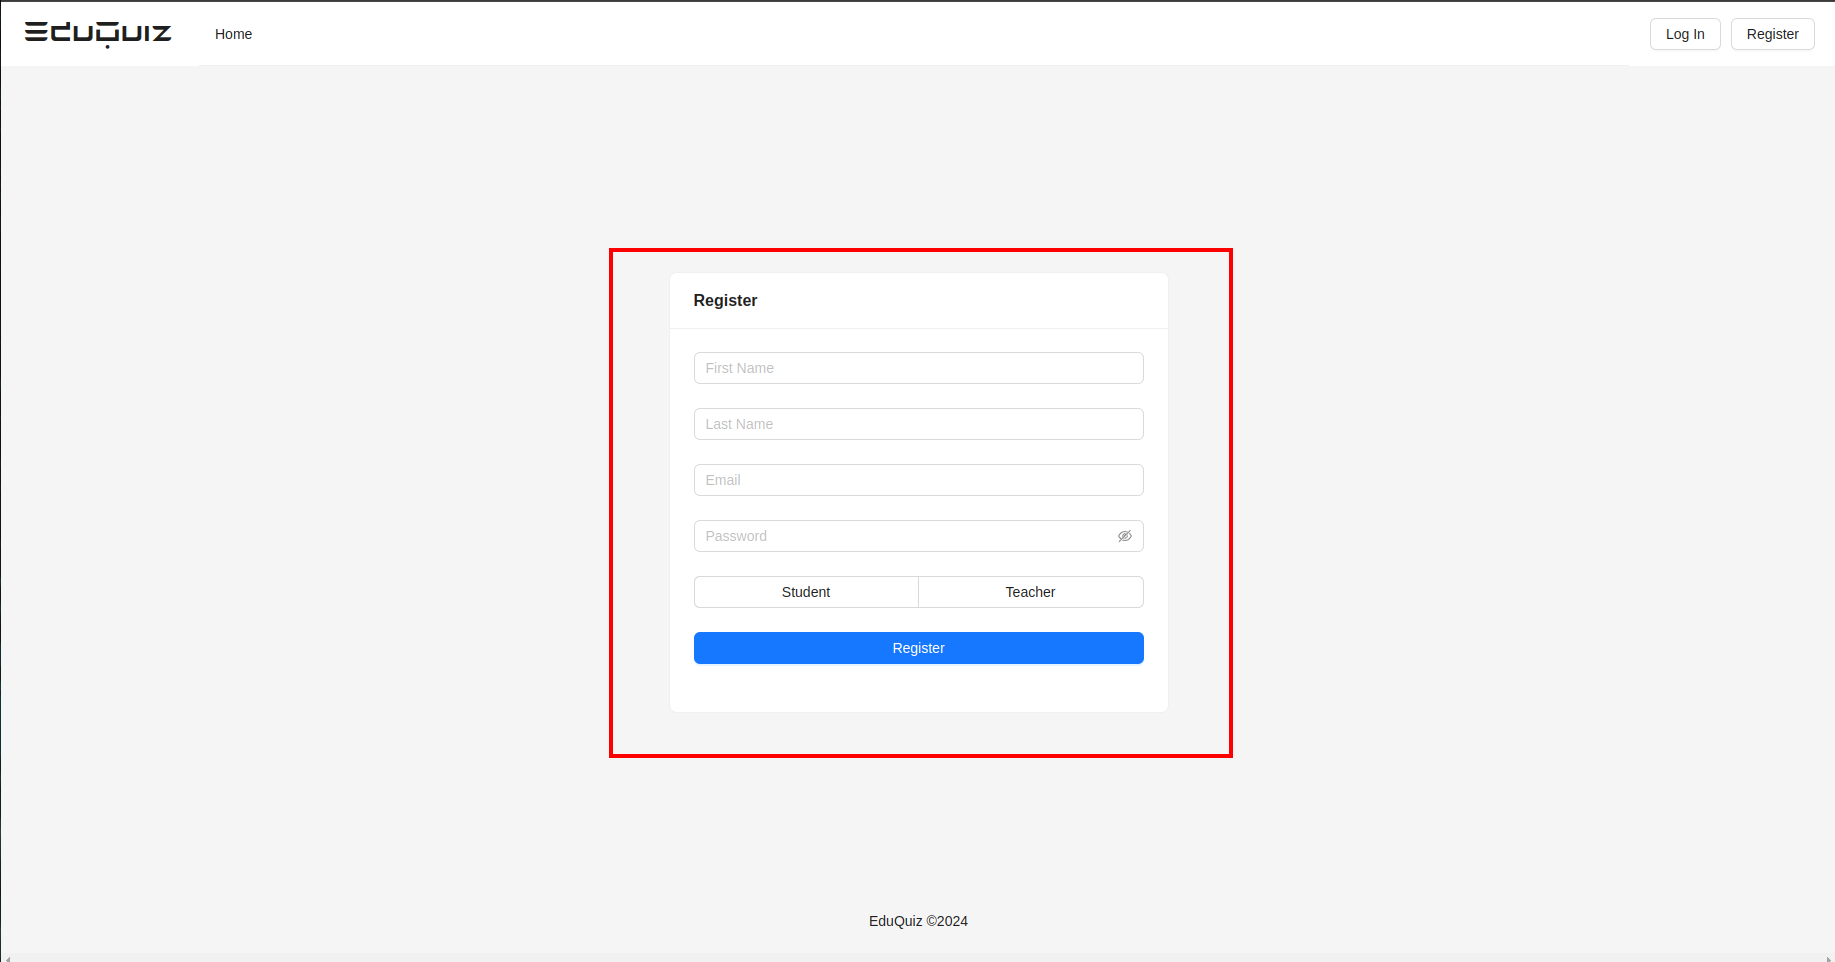 EDUQUIZ
Home
Log In
Register
Register
First Name
Last Name
Email
Password
Student
Teacher
Register
EduQuiz ©2024